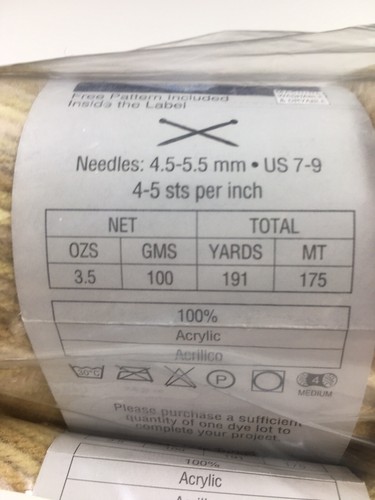 Free Pattern Included
Inside the Label
Needles: 4.5-5.5 mm • US 7-9
4-5 sts per inch
NET TOTAL
OZS GMS YARDS MT
3.5 100 191 175
100%
Acrylic
Acrilico
30°C P 4
MEDIUM
Please purchase a sufficient
quantity of one dye lot to
complete your project.
100%
Acrylic